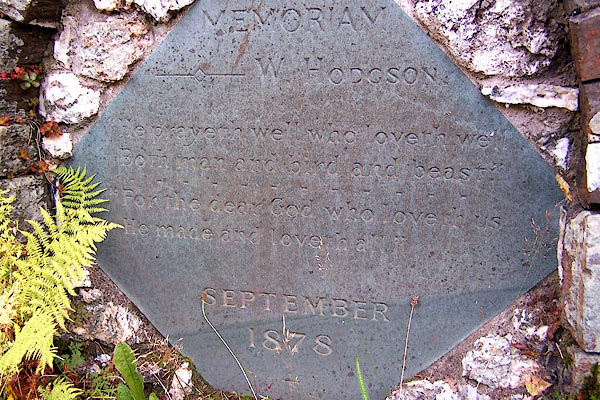 MEMORIAM
W. HODGSON.
"He prayeth well who loveth well
Both man and bird and beast"
"For the dear God who loveth us
He made and loveth all"
SEPTEMBER
1878